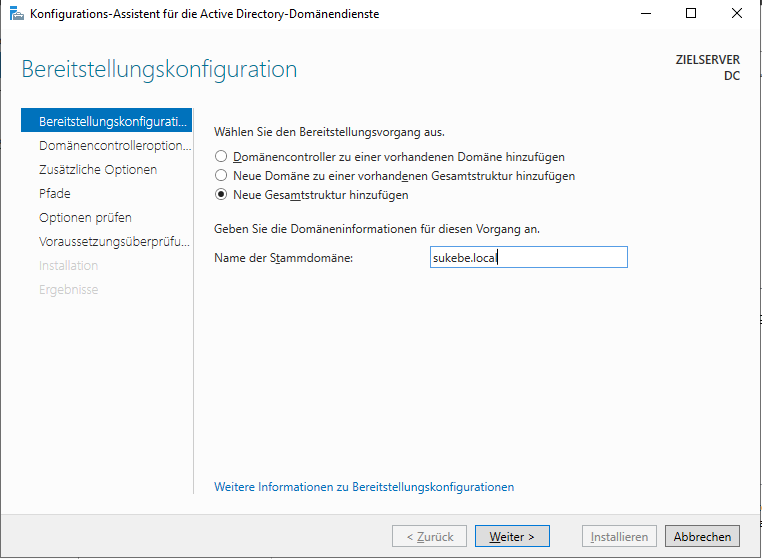 Konfigurations-Assistent für die Active Directory-Domänendienste
Bereitstellungskonfiguration
ZIELSERVER
DC
Bereitstellungskonfigurati...
Domänencontrolleroption...
Zusätzliche Optionen
Pfade
Optionen prüfen
Voraussetzungsüberprüfu...
Installation
Ergebnisse
Wählen Sie den Bereitstellungsvorgang aus.
Domänencontroller zu einer vorhandenen Domäne hinzufügen
Neue Domäne zu einer vorhandenen Gesamtstruktur hinzufügen
Neue Gesamtstruktur hinzufügen
Geben Sie die Domäneninformationen für diesen Vorgang an.
Name der Stammdomäne: sukebe.local
Weitere Informationen zu Bereitstellungskonfigurationen
< Zurück Weiter > Installieren Abbrechen